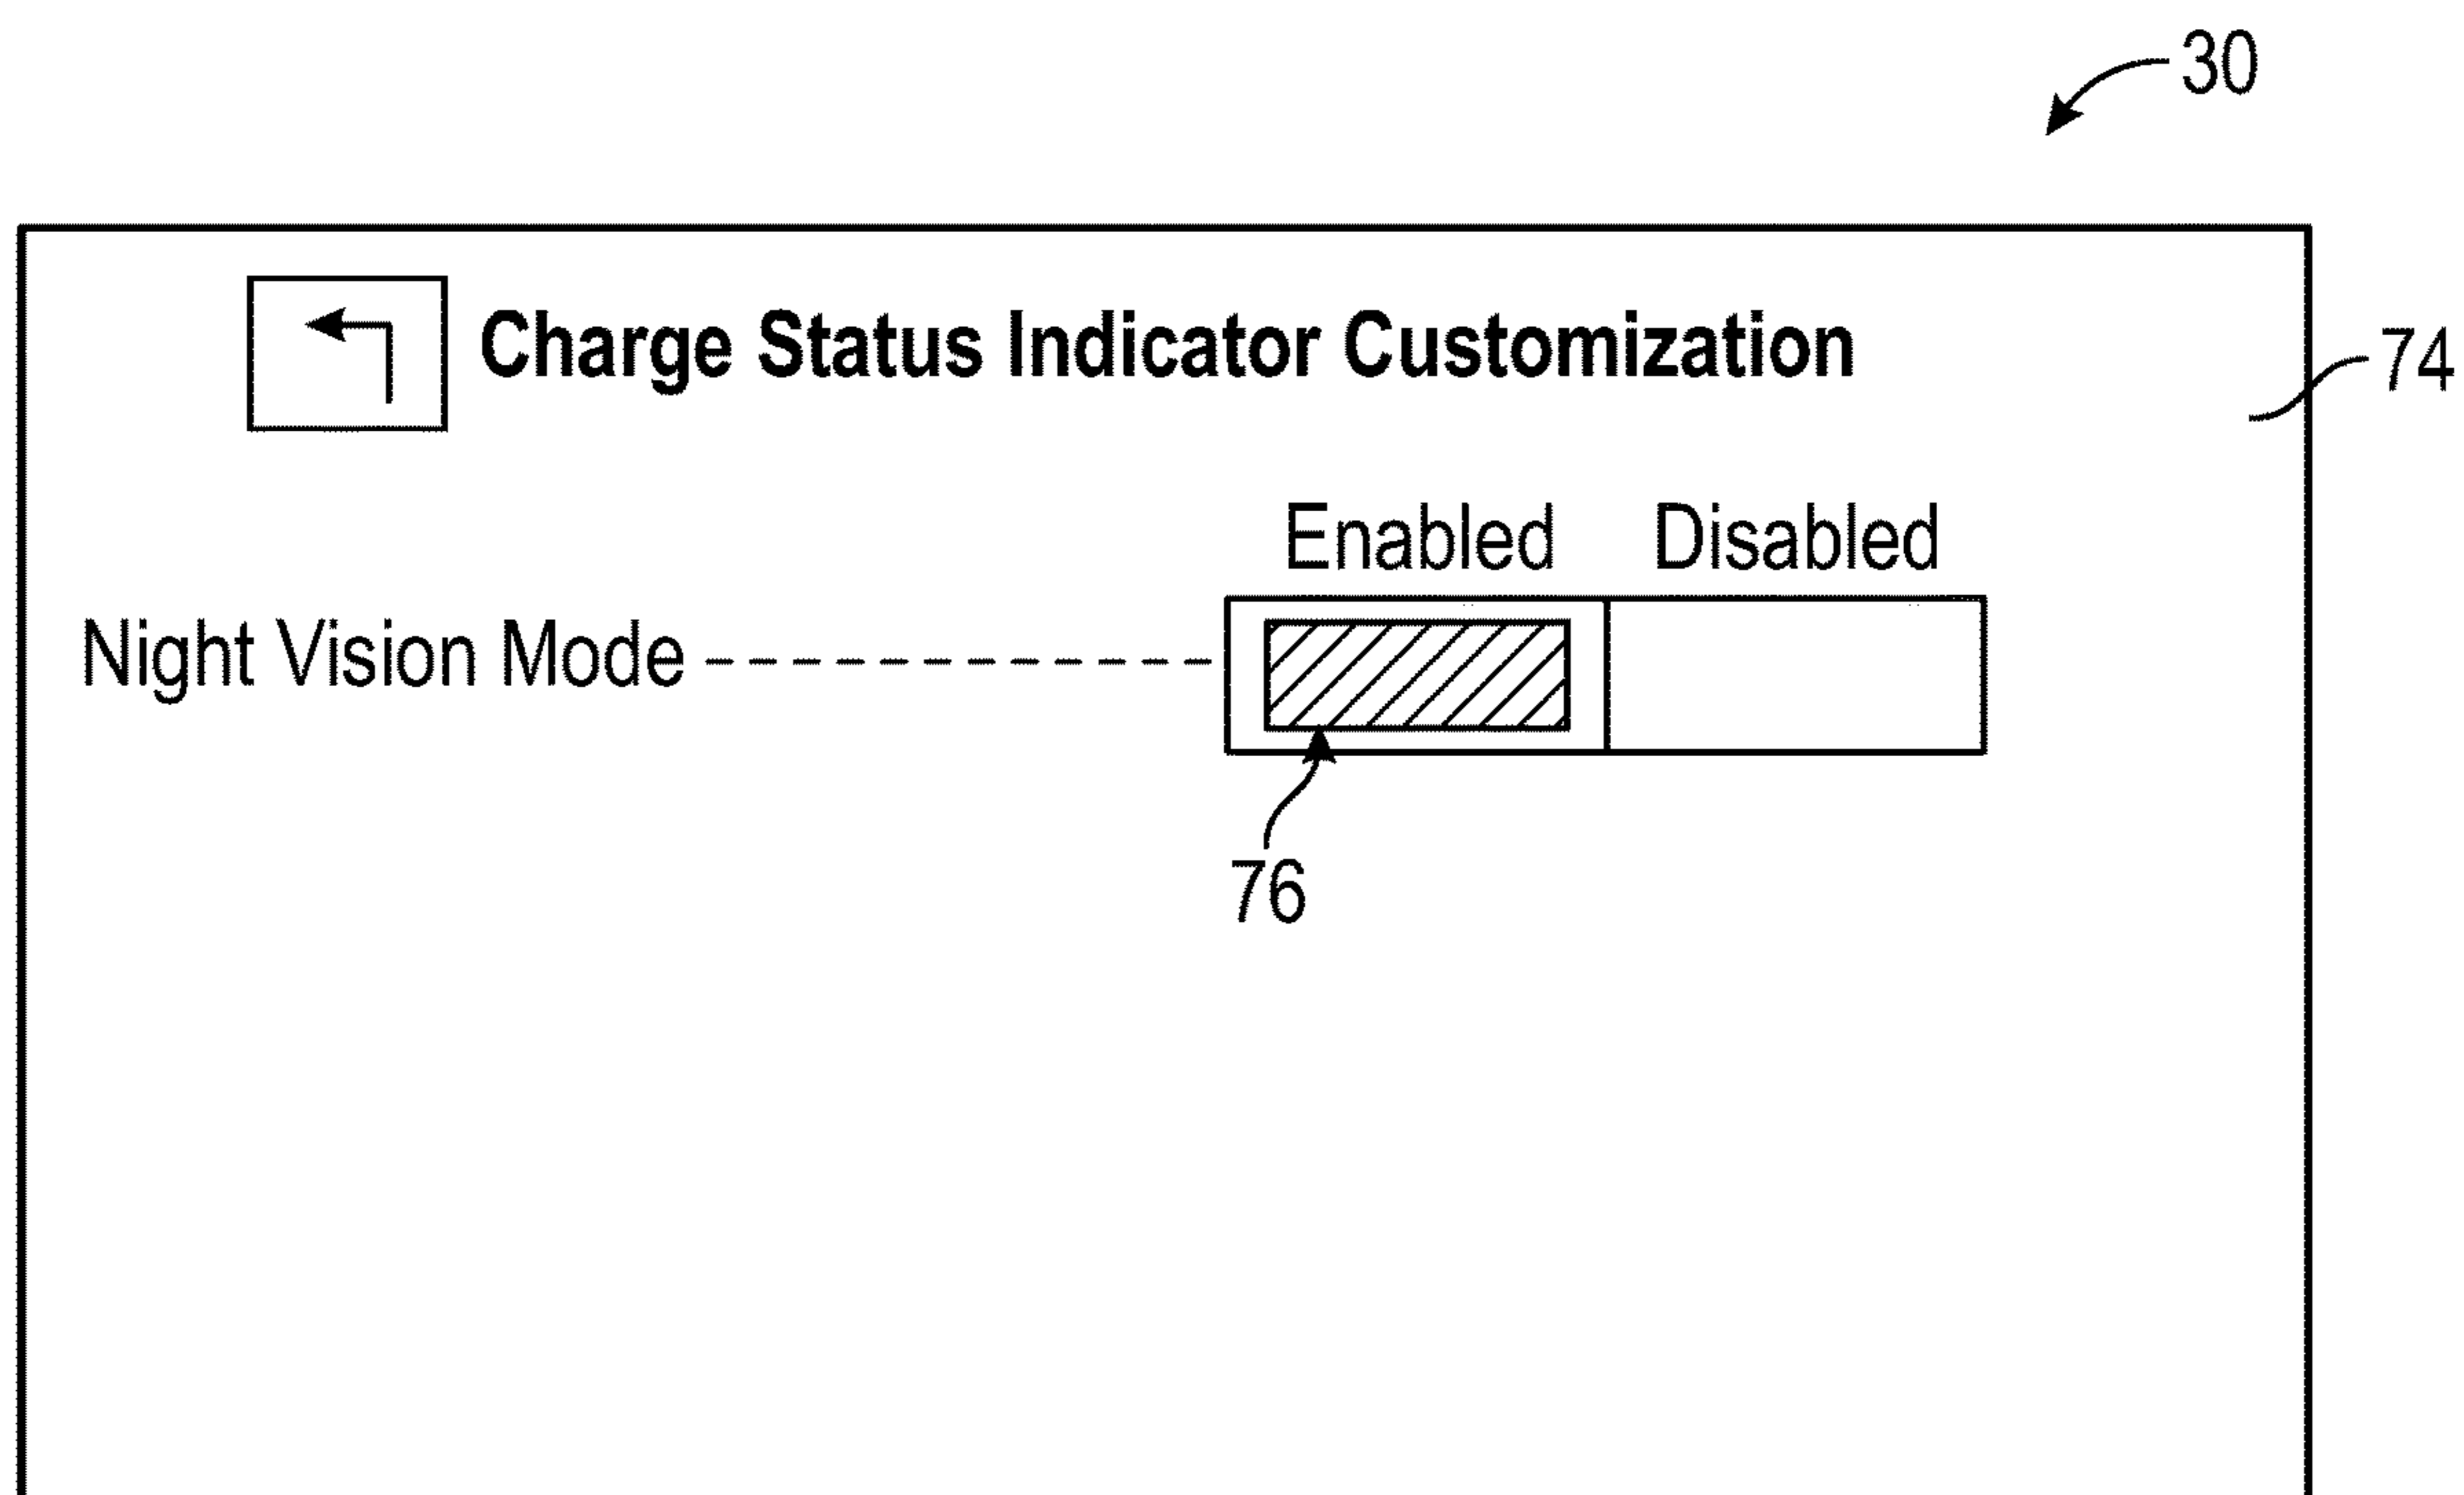 30
Charge Status Indicator Customization
74
Enabled Disabled
Night Vision Mode
76